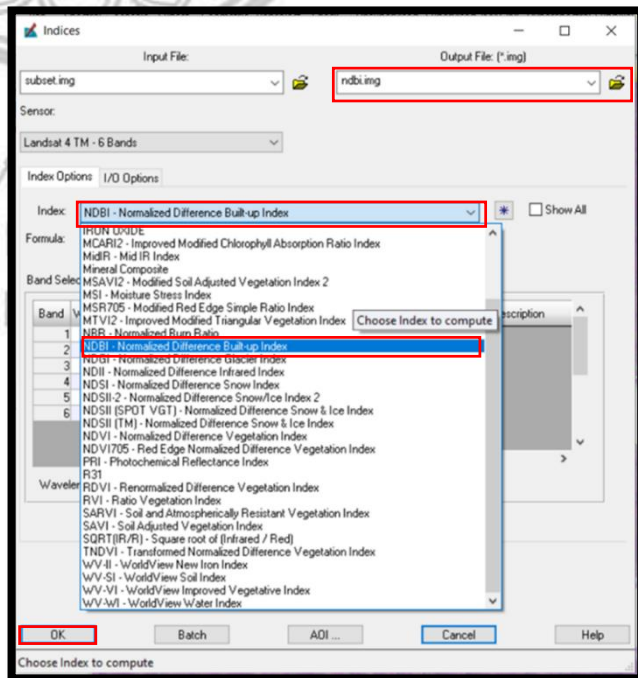 Indices
Input File:
Output File: (*.img)
subset.img
ndbi.img
Sensor:
Landsat 4 TM - 6 Bands
Index Options
I/O Options
Index:
NDBI - Normalized Difference Built-up Index
Show All
Formula:
IRON OXIDE
MCARI2 - Improved Modified Chlorophyll Absorption Ratio Index
MidIR - Mid IR Index
Mineral Composite
Band Selec
MSAVI2 - Modified Soil Adjusted Vegetation Index 2
MSI - Moisture Stress Index
MSR705 - Modified Red Edge Simple Ratio Index
MTVI2 - Improved Modified Triangular Vegetation Index
Choose Index to compute
Band
escription
NBR - Normalized Burn Ratio
1
NDBI - Normalized Difference Built-up Index
2
NDGI - Normalized Difference Glacier Index
3
NDII - Normalized Difference Infrared Index
4
NDSI - Normalized Difference Snow Index
5
NDSII-2 - Normalized Difference Snow/Ice Index 2
6
NDSII (SPOT VGT) - Normalized Difference Snow & Ice Index
NDSII (TM) - Normalized Difference Snow & Ice Index
NDVI - Normalized Difference Vegetation Index
NDVI705 - Red Edge Normalized Difference Vegetation Index
PRI - Photochemical Reflectance Index
R31
Wavele
RDVI - Renormalized Difference Vegetation Index
RVI - Ratio Vegetation Index
SARVI - Soil and Atmospherically Resistant Vegetation Index
SAVI - Soil Adjusted Vegetation Index
SQRT(IR/R) - Square root of (Infrared / Red)
TNDVI - Transformed Normalized Difference Vegetation Index
WV-II - WorldView New Iron Index
WV-SI - WorldView Soil Index
WV-VI - WorldView Improved Vegetative Index
WV-WI - WorldView Water Index
OK
Batch
AOI ...
Cancel
Help
Choose Index to compute